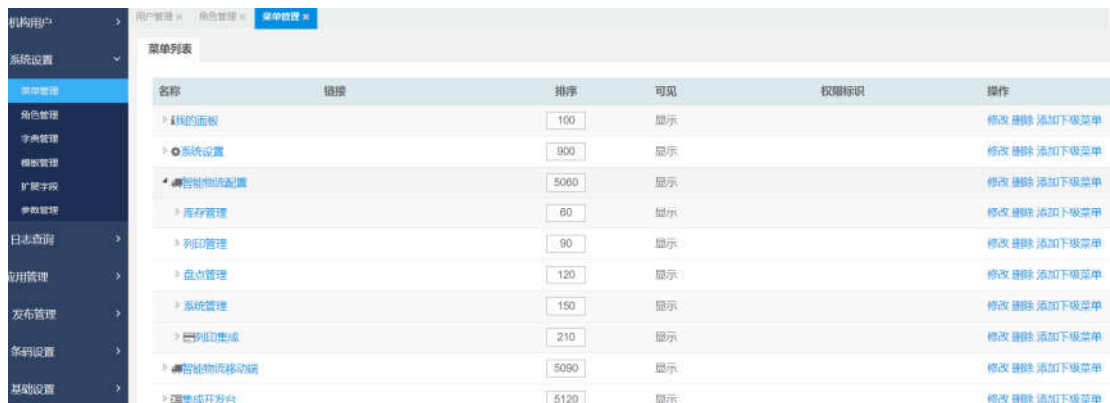 用户管理 × 角色管理 × 菜单管理 ×
机构用户
系统设置
菜单管理
角色管理
字典管理
模板管理
扩展字段
参数管理
日志查询
应用管理
发布管理
条码设置
基础设置
菜单列表
名称 链接 排序 可见 权限标识 操作
我的面板 100 显示 修改 删除 添加下级菜单
系统设置 900 显示 修改 删除 添加下级菜单
智能物流配置 5060 显示 修改 删除 添加下级菜单
库存管理 60 显示 修改 删除 添加下级菜单
列印管理 90 显示 修改 删除 添加下级菜单
盘点管理 120 显示 修改 删除 添加下级菜单
系统管理 150 显示 修改 删除 添加下级菜单
列印集成 210 显示 修改 删除 添加下级菜单
智能物流移动端 5090 显示 修改 删除 添加下级菜单
集成开发台 5120 显示 修改 删除 添加下级菜单